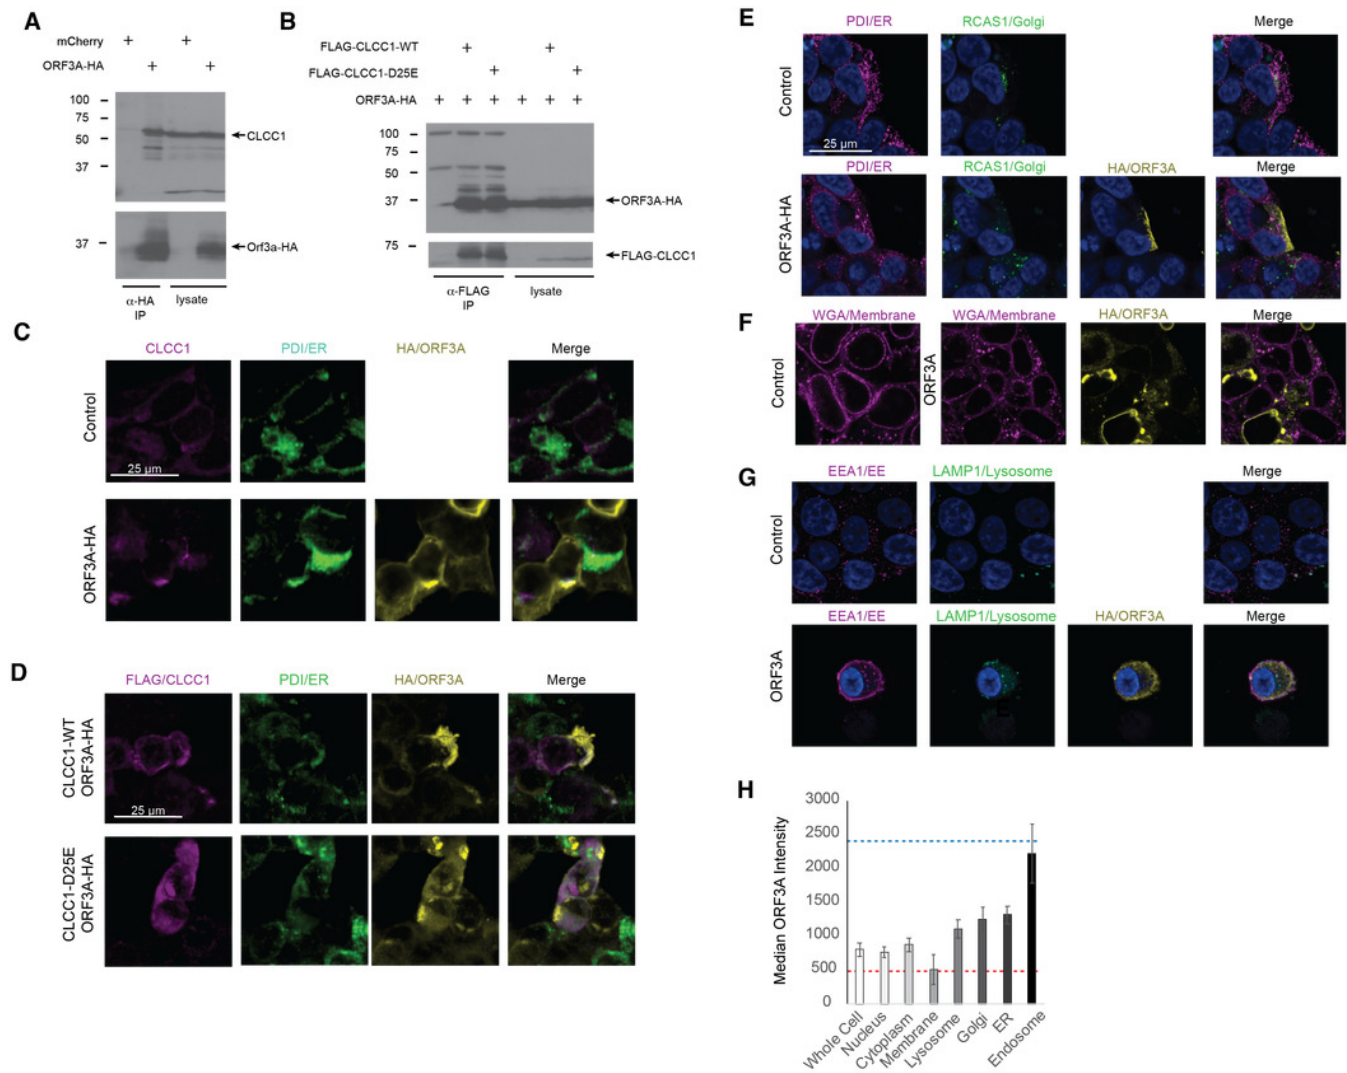 A
mCherry + +
ORF3A-HA + +
100
75
50
37
CLCC1
37
Orf3a-HA
α-HA IP
lysate
B
FLAG-CLCC1-WT + +
FLAG-CLCC1-D25E + +
ORF3A-HA + + + + + +
100
75
50
37
ORF3A-HA
75
FLAG-CLCC1
α-FLAG IP
lysate
C
CLCC1 PDI/ER HA/ORF3A Merge
Control
25 µm
ORF3A-HA
D
FLAG/CLCC1 PDI/ER HA/ORF3A Merge
CLCC1-WT
ORF3A-HA
25 µm
CLCC1-D25E
ORF3A-HA
E
PDI/ER RCAS1/Golgi Merge
Control
25 µm
PDI/ER RCAS1/Golgi HA/ORF3A Merge
ORF3A-HA
F
WGA/Membrane WGA/Membrane HA/ORF3A Merge
Control
ORF3A
G
EEA1/EE LAMP1/Lysosome Merge
Control
EEA1/EE LAMP1/Lysosome HA/ORF3A Merge
ORF3A
H
Median ORF3A Intensity
3000
2500
2000
1500
1000
500
0
Whole Cell
Nucleus
Cytoplasm
Membrane
Lysosome
Golgi
ER
Endosome